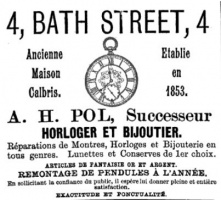 4, BATH STREET, 4
Ancienne Etablie
Maison en
Calbris. 1853.
A. H. POL, Successeur
HORLOGER ET BIJOUTIER.
Réparations de Montres, Horloges et Bijouterie en
tous genres. Lunettes et Conserves de 1er choix.
ARTICLES DE FANTAISIE OR ET ARGENT.
REMONTAGE DE PENDULES À L'ANNÉE.
En sollicitant la confiance du public, il espère lui donner pleine et entière
satisfaction.
EXACTITUDE ET PONCTUALITÉ.